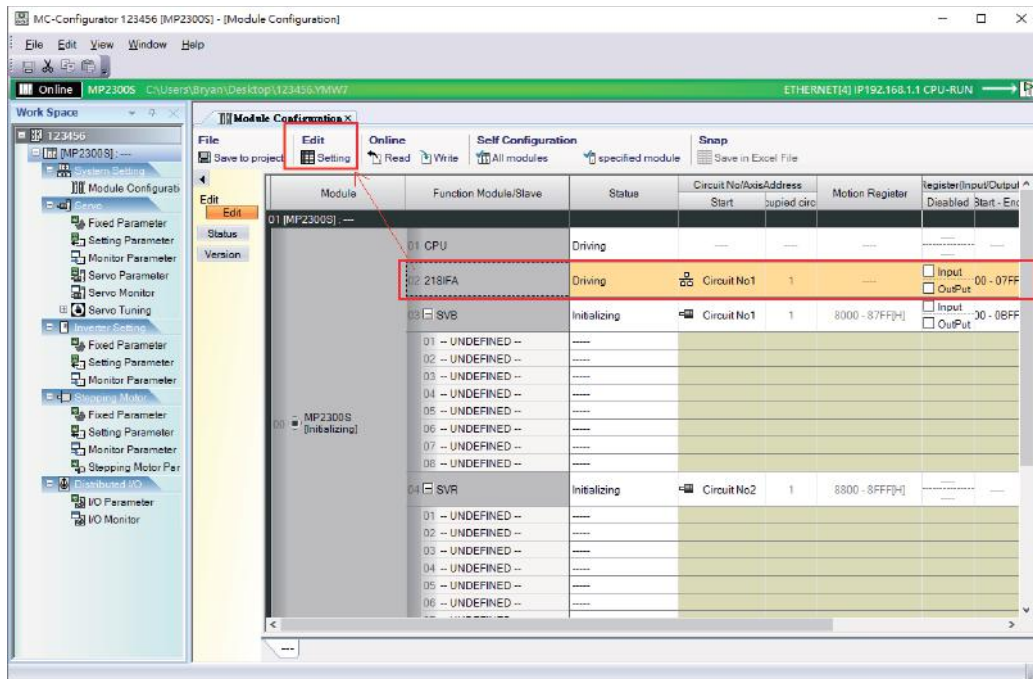 MC-Configurator 123456 [MP2300S] - [Module Configuration]
File Edit View Window Help
Online MP2300S C:\Users\Bryan\Desktop\123456.YMW7 ETHERNET[4] IP192.168.1.1 CPU-RUN
Work Space
Module Configuration
File Edit Online Self Configuration Snap
Save to project Setting Read Write All modules specified module Save in Excel File
123456
[MP2300S] : ---
System Setting
Module Configurati
Servo
Fixed Parameter
Setting Parameter
Monitor Parameter
Servo Parameter
Servo Monitor
Servo Tuning
Inverter Setting
Fixed Parameter
Setting Parameter
Monitor Parameter
Stepping Motor
Fixed Parameter
Setting Parameter
Monitor Parameter
Stepping Motor Par
Distributed I/O
I/O Parameter
I/O Monitor
Edit
Edit
Status
Version
Module Function Module/Slave Status Circuit No/AxisAddress Motion Register Register(Input/Output
Start cupied circ Disabled Start - End
01 [MP2300S] : ---
00 MP2300S
[Initializing]
01 CPU Driving ---- ---- ---- ---- ----
02 218IFA Driving Circuit No1 1 ---- Input 00 - 07FF
OutPut
03 SVB Initializing Circuit No1 1 8000 - 87FF[H] Input 00 - 0BFF
OutPut
01 -- UNDEFINED -- -----
02 -- UNDEFINED -- -----
03 -- UNDEFINED -- -----
04 -- UNDEFINED -- -----
05 -- UNDEFINED -- -----
06 -- UNDEFINED -- -----
07 -- UNDEFINED -- -----
08 -- UNDEFINED -- -----
04 SVR Initializing Circuit No2 1 8800 - 8FFF[H] ---- ----
01 -- UNDEFINED -- -----
02 -- UNDEFINED -- -----
03 -- UNDEFINED -- -----
04 -- UNDEFINED -- -----
05 -- UNDEFINED -- -----
06 -- UNDEFINED -- -----
---